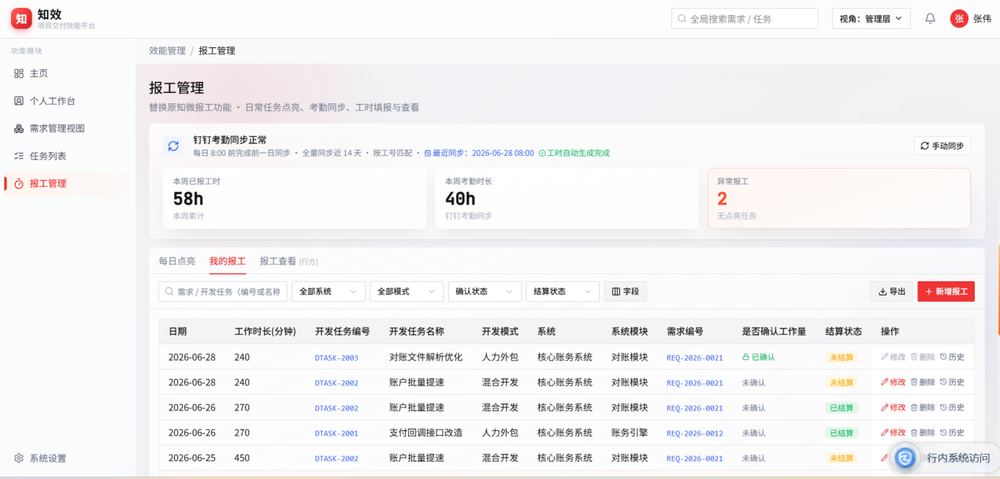 知
知效
项目交付效能平台
全局搜索需求 / 任务
视角：管理层
张
张伟
功能模块
主页
个人工作台
需求管理视图
任务列表
报工管理
系统设置
效能管理 / 报工管理
报工管理
替换原知微报工功能 • 日常任务点亮、考勤同步、工时填报与查看
钉钉考勤同步正常
每日 8:00 前完成前一日同步 • 全量同步近 14 天 • 按工号匹配 • 最近同步：2026-06-28 08:00 工时自动生成完成
手动同步
本周已报工时
58h
本周累计
本周考勤时长
40h
钉钉考勤同步
异常报工
2
无点亮任务
每日点亮 我的报工 报工查看 (行方)
需求 / 开发任务（编号或名称 全部系统 全部模式 确认状态 结算状态 字段 导出 + 新增报工
日期 工作时长(分钟) 开发任务编号 开发任务名称 开发模式 系统 系统模块 需求编号 是否确认工作量 结算状态 操作
2026-06-28 240 DTASK-2003 对账文件解析优化 人力外包 核心账务系统 对账模块 REQ-2026-0021 已确认 未结算 修改 删除 历史
2026-06-28 240 DTASK-2002 账户批量提速 混合开发 核心账务系统 对账模块 REQ-2026-0021 未确认 未结算 修改 删除 历史
2026-06-26 270 DTASK-2002 账户批量提速 混合开发 核心账务系统 对账模块 REQ-2026-0021 未确认 已结算 修改 删除 历史
2026-06-26 270 DTASK-2001 支付回调接口改造 人力外包 核心账务系统 账务引擎 REQ-2026-0012 未确认 已结算 修改 删除 历史
2026-06-25 450 DTASK-2002 账户批量提速 混合开发 核心账务系统 对账模块 REQ-2026-0021 未确认 未结算
行内系统访问